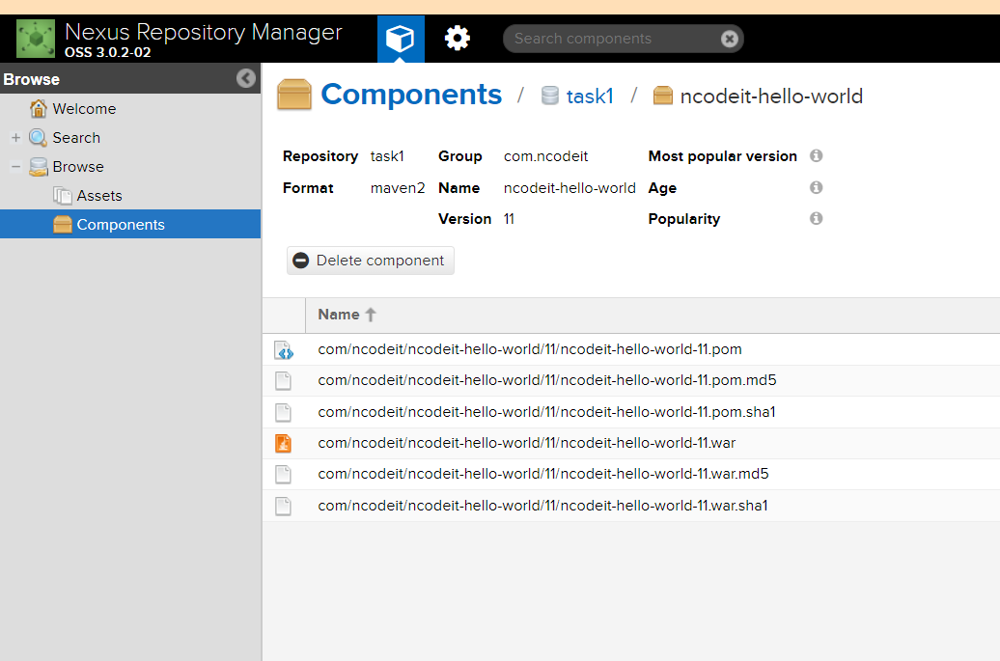 Nexus Repository Manager
OSS 3.0.2-02
Search components
Browse
Welcome
Search
Browse
Assets
Components
Components / task1 / ncodeit-hello-world
Repository task1 Group com.ncodeit Most popular version
Format maven2 Name ncodeit-hello-world Age
Version 11 Popularity
Delete component
Name
com/ncodeit/ncodeit-hello-world/11/ncodeit-hello-world-11.pom
com/ncodeit/ncodeit-hello-world/11/ncodeit-hello-world-11.pom.md5
com/ncodeit/ncodeit-hello-world/11/ncodeit-hello-world-11.pom.sha1
com/ncodeit/ncodeit-hello-world/11/ncodeit-hello-world-11.war
com/ncodeit/ncodeit-hello-world/11/ncodeit-hello-world-11.war.md5
com/ncodeit/ncodeit-hello-world/11/ncodeit-hello-world-11.war.sha1